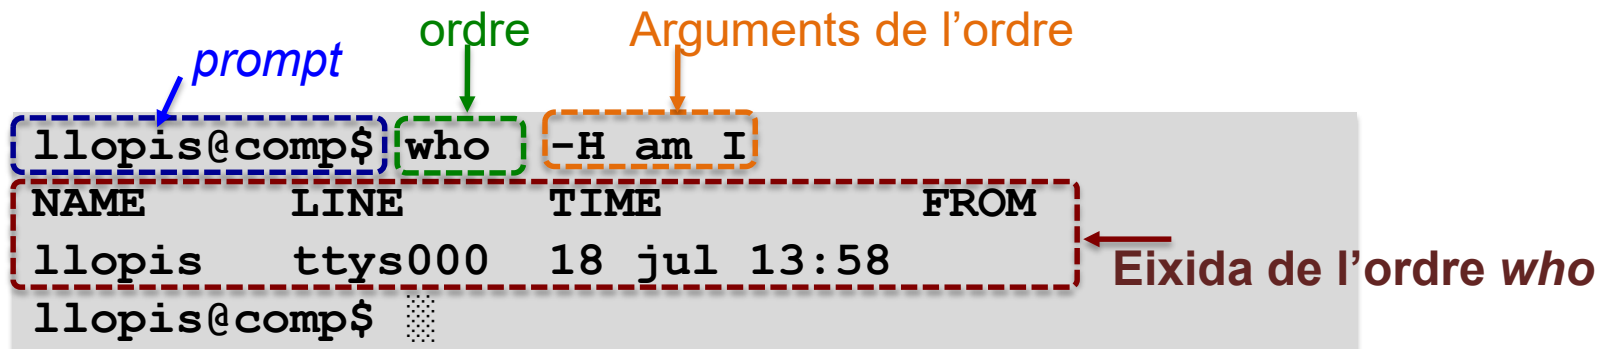 ordre Arguments de l’ordre
prompt
llopis@comp$ who -H am I
NAME LINE TIME FROM
llopis ttys000 18 jul 13:58
Eixida de l’ordre who
llopis@comp$